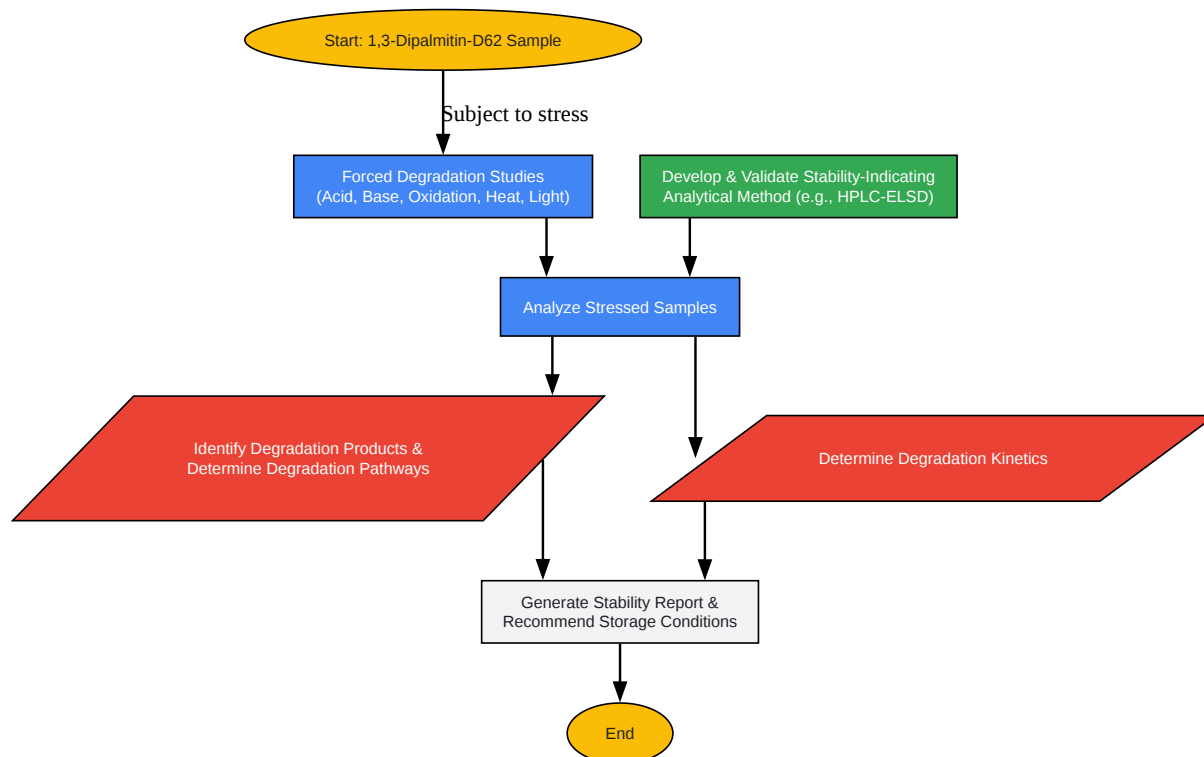 Start: 1,3-Dipalmitin-D62 Sample
Subject to stress
Forced Degradation Studies
(Acid, Base, Oxidation, Heat, Light)
Develop & Validate Stability-Indicating
Analytical Method (e.g., HPLC-ELSD)
Analyze Stressed Samples
Identify Degradation Products &
Determine Degradation Pathways
Determine Degradation Kinetics
Generate Stability Report &
Recommend Storage Conditions
End